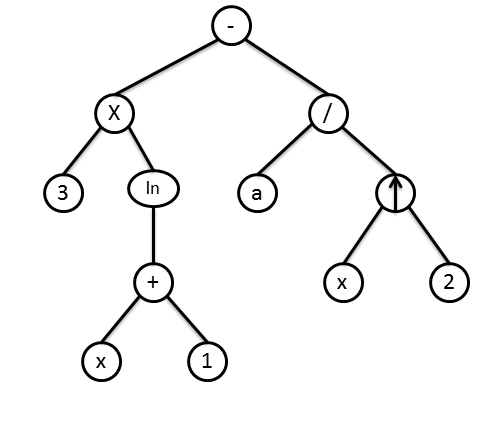 -
X /
3 ln a ↑
+ x 2
x 1